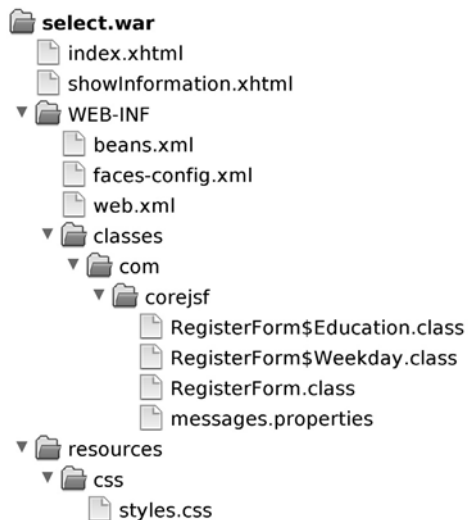 select.war
index.xhtml
showInformation.xhtml
WEB-INF
beans.xml
faces-config.xml
web.xml
classes
com
corejsf
RegisterForm$Education.class
RegisterForm$Weekday.class
RegisterForm.class
messages.properties
resources
css
styles.css